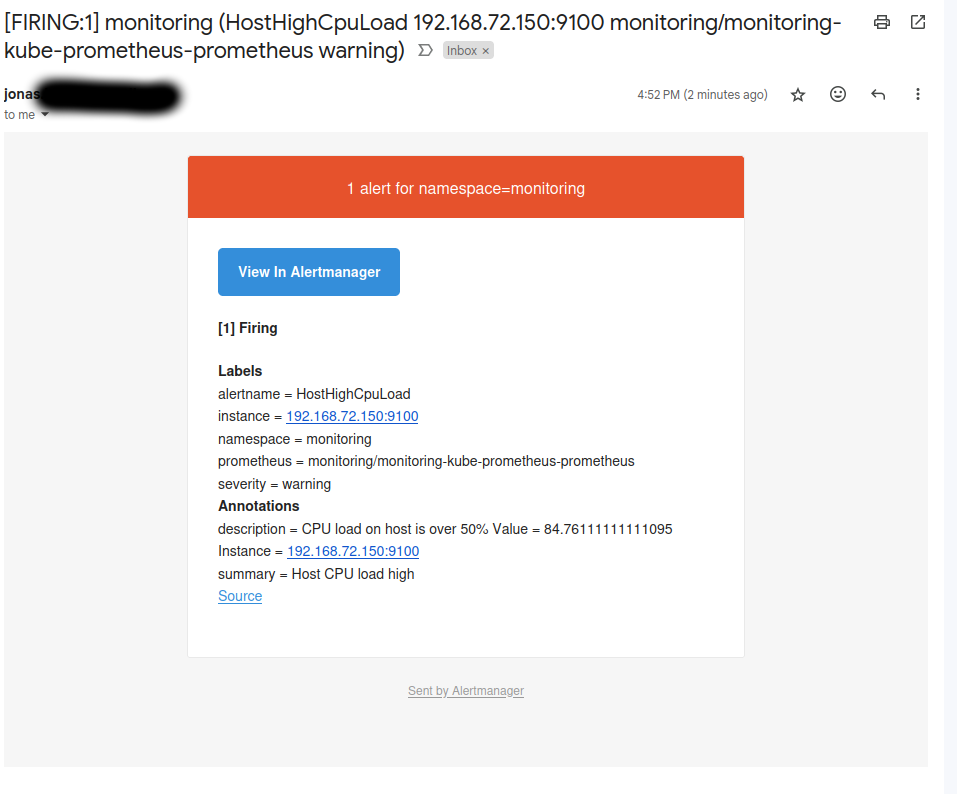 [FIRING:1] monitoring (HostHighCpuLoad 192.168.72.150:9100 monitoring/monitoring-
kube-prometheus-prometheus warning) Inbox ×
jonas 4:52 PM (2 minutes ago)
to me
1 alert for namespace=monitoring
View In Alertmanager
[1] Firing
Labels
alertname = HostHighCpuLoad
instance = 192.168.72.150:9100
namespace = monitoring
prometheus = monitoring/monitoring-kube-prometheus-prometheus
severity = warning
Annotations
description = CPU load on host is over 50% Value = 84.76111111111095
Instance = 192.168.72.150:9100
summary = Host CPU load high
Source
Sent by Alertmanager